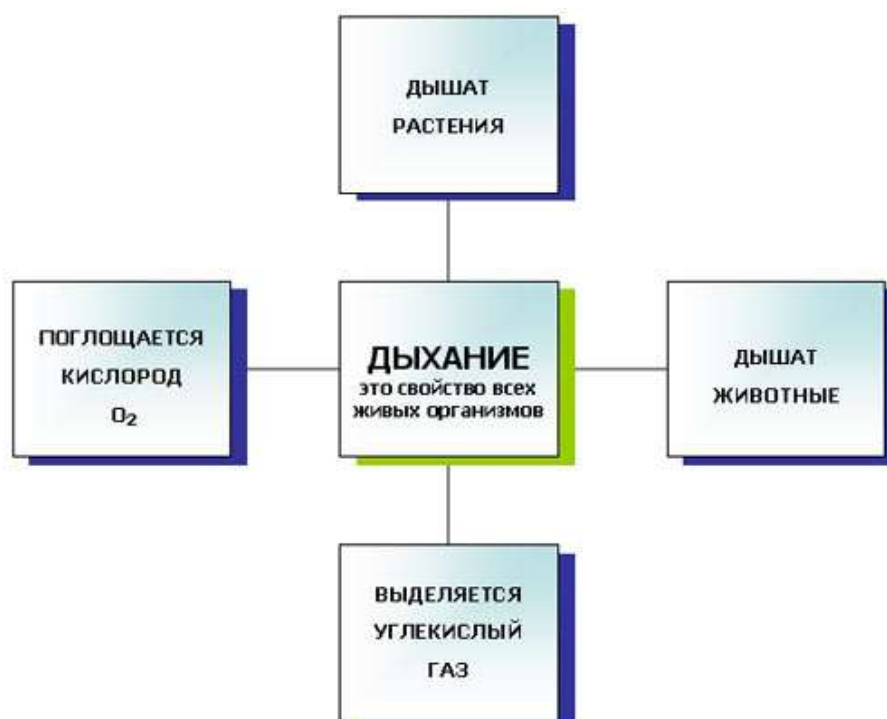 ДЫШАТ
РАСТЕНИЯ
ПОГЛОЩАЕТСЯ
КИСЛОРОД
O₂
ДЫХАНИЕ
это свойство всех
живых организмов
ДЫШАТ
ЖИВОТНЫЕ
ВЫДЕЛЯЕТСЯ
УГЛЕКИСЛЫЙ
ГАЗ